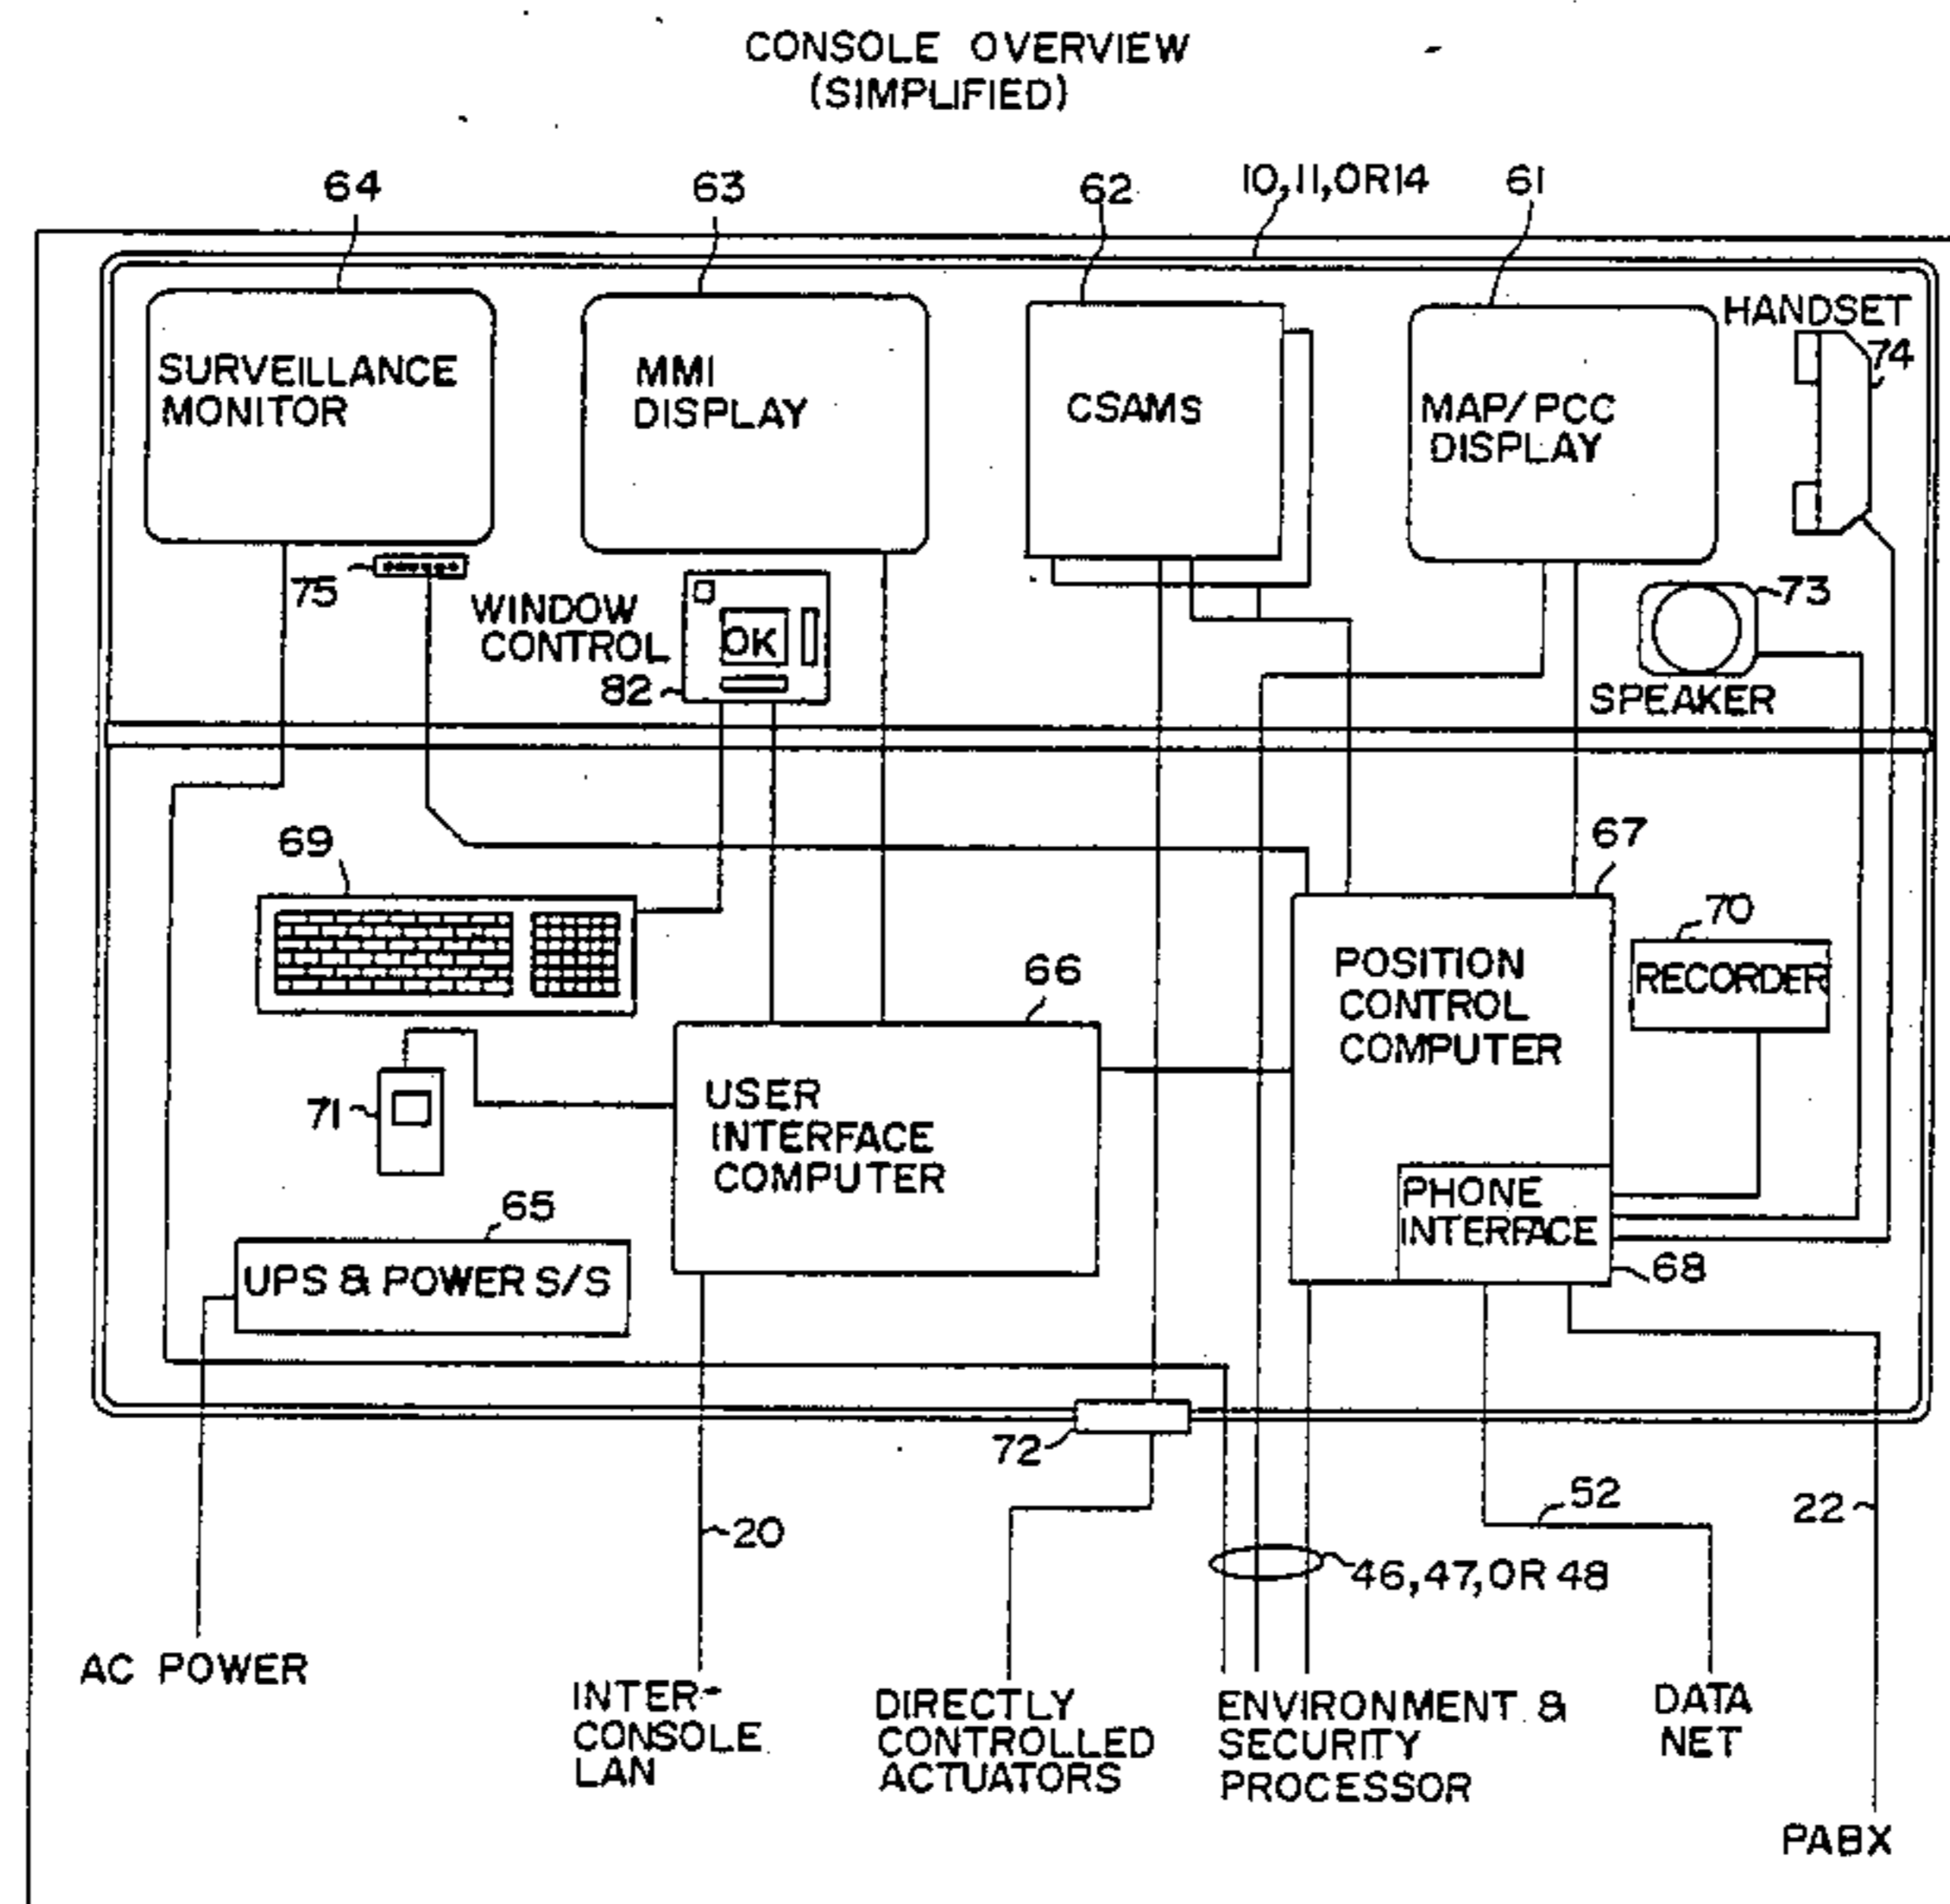 CONSOLE OVERVIEW
(SIMPLIFIED)
64
63
62
10,11,OR14
61
SURVEILLANCE
MONITOR
MMI
DISPLAY
CSAMS
MAP/PCC
DISPLAY
HANDSET
74
75
WINDOW
CONTROL
82
OK
73
SPEAKER
69
67
70
66
POSITION
CONTROL
COMPUTER
RECORDER
71
USER
INTERFACE
COMPUTER
PHONE
INTERFACE
68
65
UPS & POWER S/S
72
52
22
20
46,47,OR 48
AC POWER
INTER-
CONSOLE
LAN
DIRECTLY
CONTROLLED
ACTUATORS
ENVIRONMENT &
SECURITY
PROCESSOR
DATA
NET
PABX